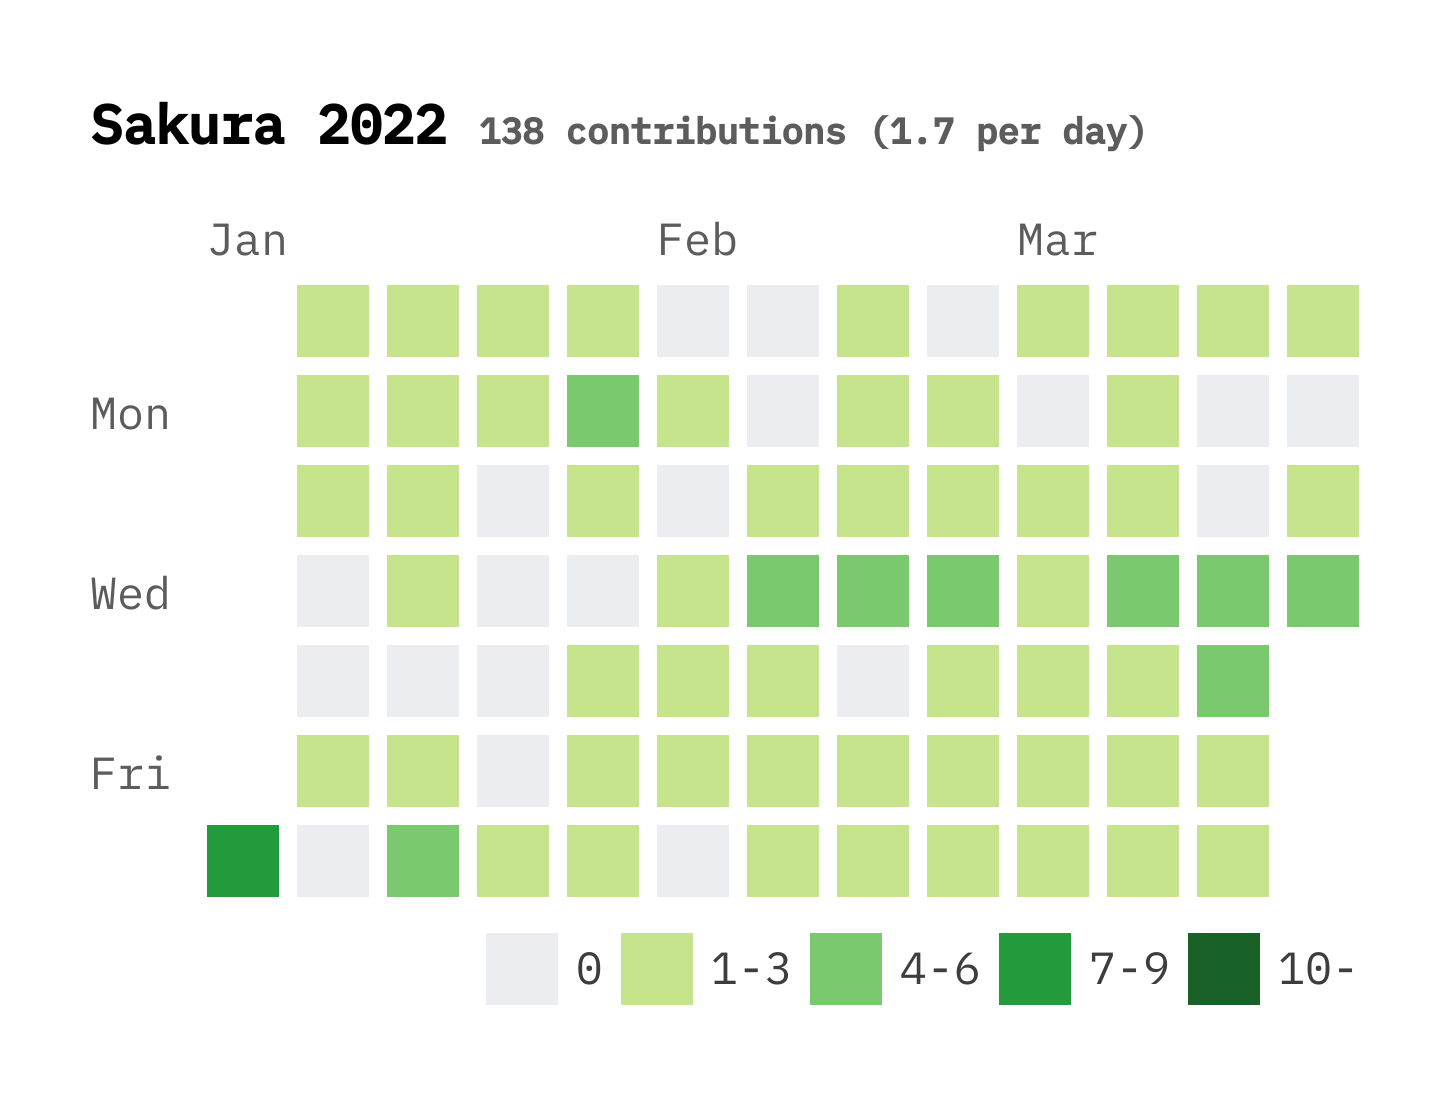 Sakura 2022 138 contributions (1.7 per day)
Jan Feb Mar
Mon
Wed
Fri
0 1-3 4-6 7-9 10-